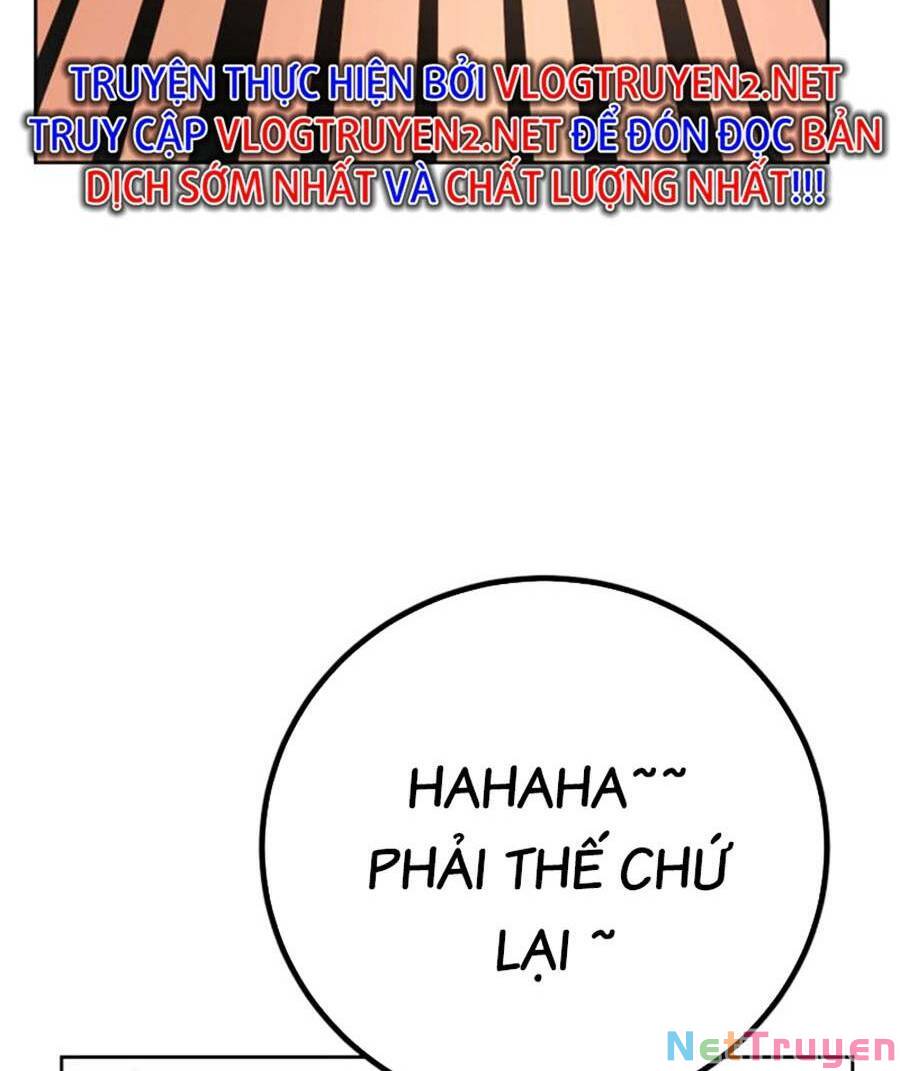 TRUYỆN THỰC HIỆN BỞI VLOGTRUYEN2.NET
TRUY CẬP VLOGTRUYEN2.NET ĐỂ ĐÓN ĐỌC BẢN
DỊCH SỚM NHẤT VÀ CHẤT LƯỢNG NHẤT!!!
HAHAHA~~
PHẢI THẾ CHỨ
LẠI ~
NetTruyen